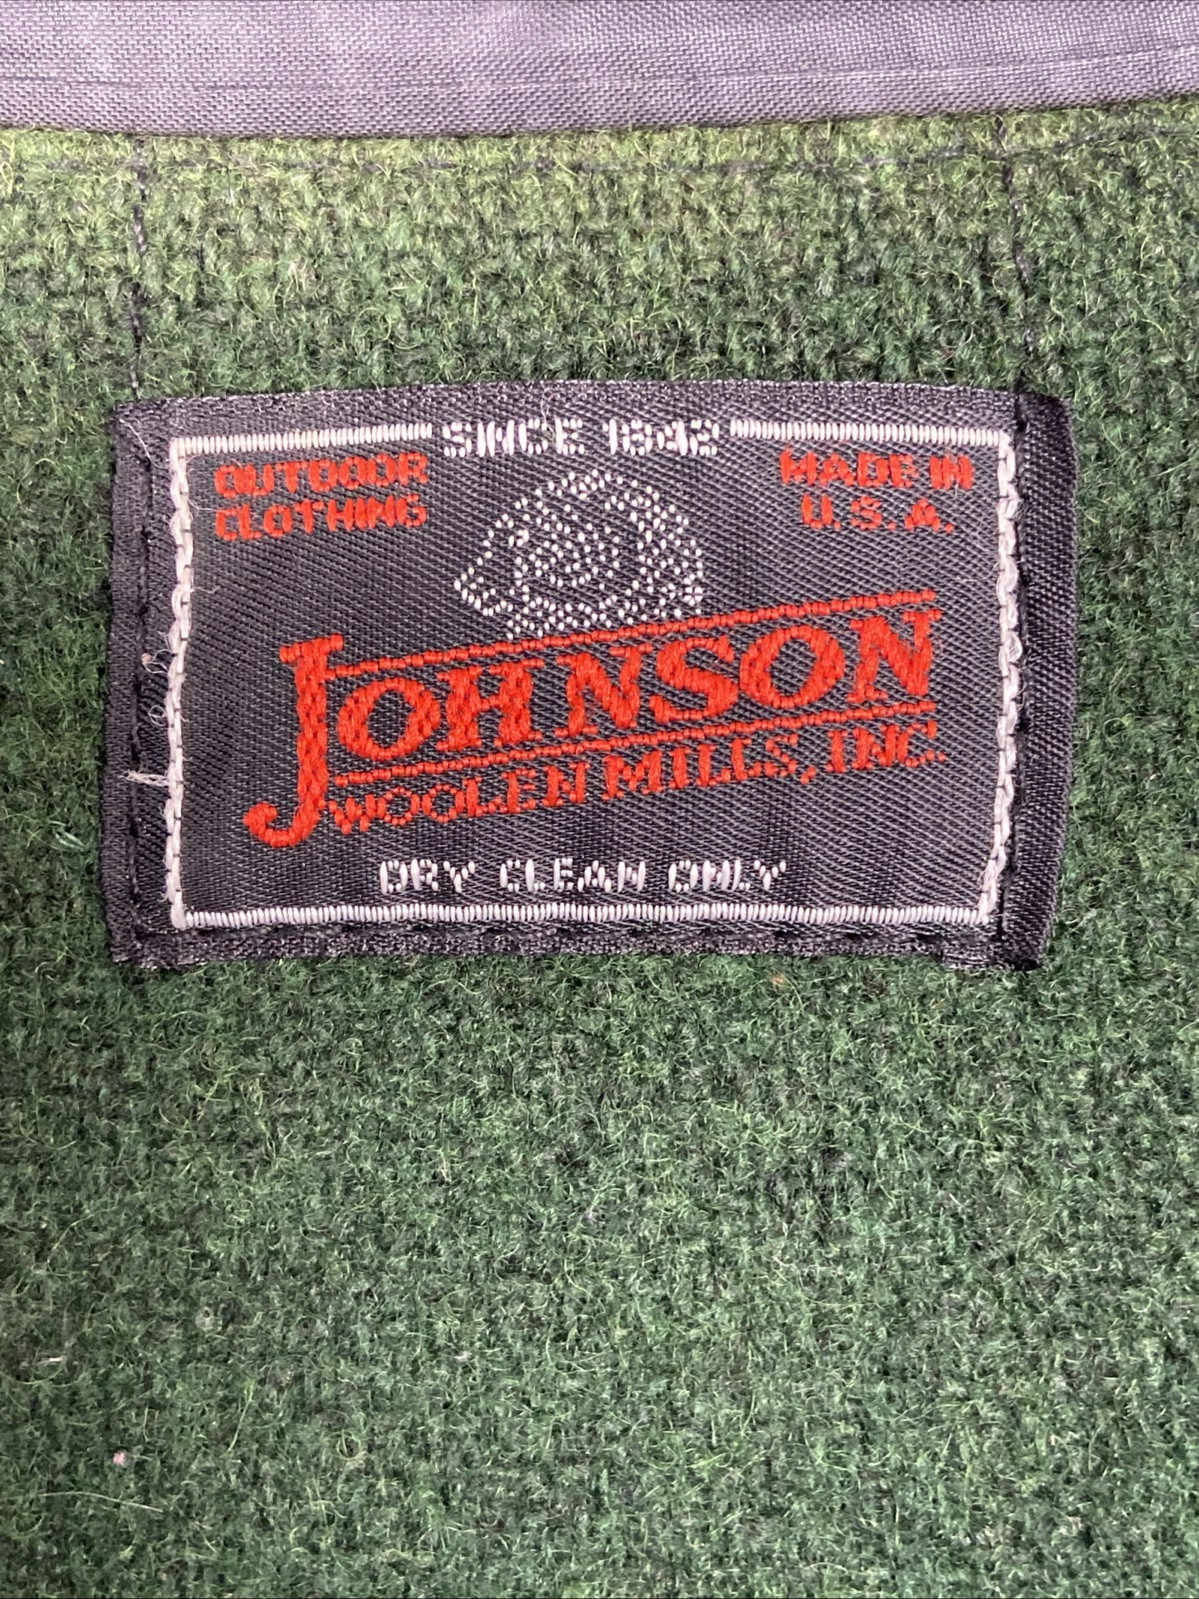 SINCE 1842
OUTDOOR
CLOTHING
MADE IN
U.S.A.
JOHNSON
WOOLEN MILLS, INC.
DRY CLEAN ONLY